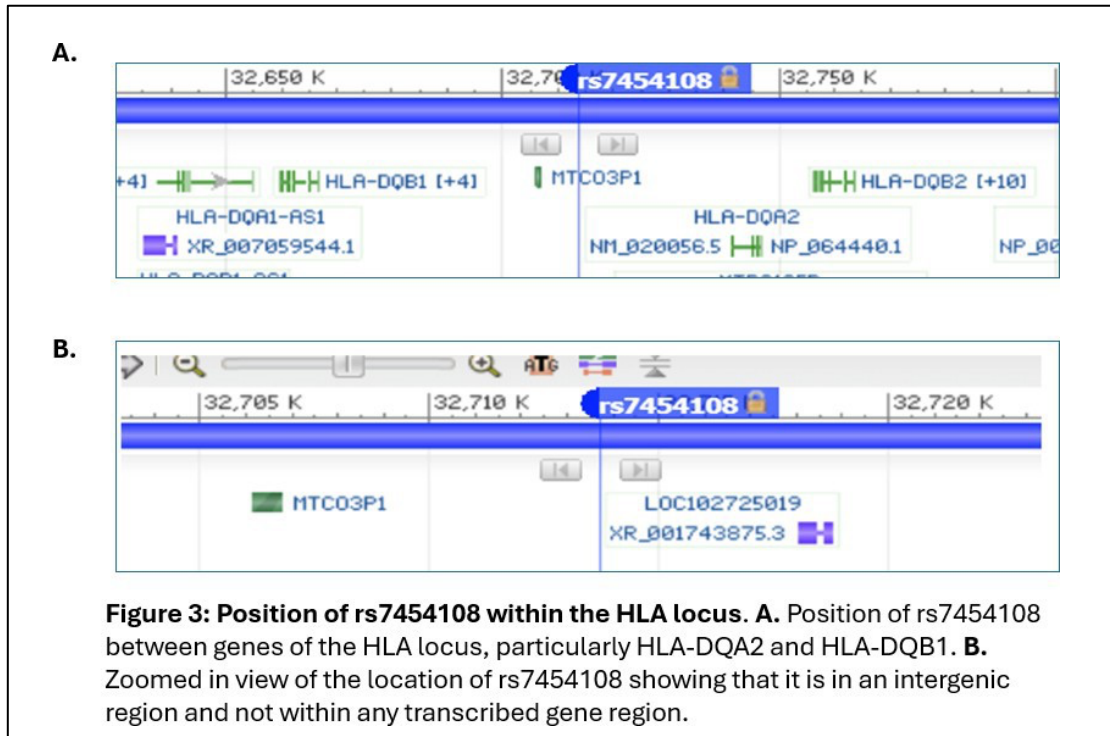 A.
32,650 K 32,70 rs7454108 32,750 K
+4] HLA-DQB1 [+4] MTCO3P1 HLA-DQB2 [+10]
HLA-DQA1-AS1 HLA-DQA2
XR_007059544.1 NM_020056.5 NP_064440.1 NP_00
B.
ATG
32,705 K 32,710 K rs7454108 32,720 K
MTCO3P1 LOC102725019
XR_001743875.3
Figure 3: Position of rs7454108 within the HLA locus. A. Position of rs7454108
between genes of the HLA locus, particularly HLA-DQA2 and HLA-DQB1. B.
Zoomed in view of the location of rs7454108 showing that it is in an intergenic
region and not within any transcribed gene region.